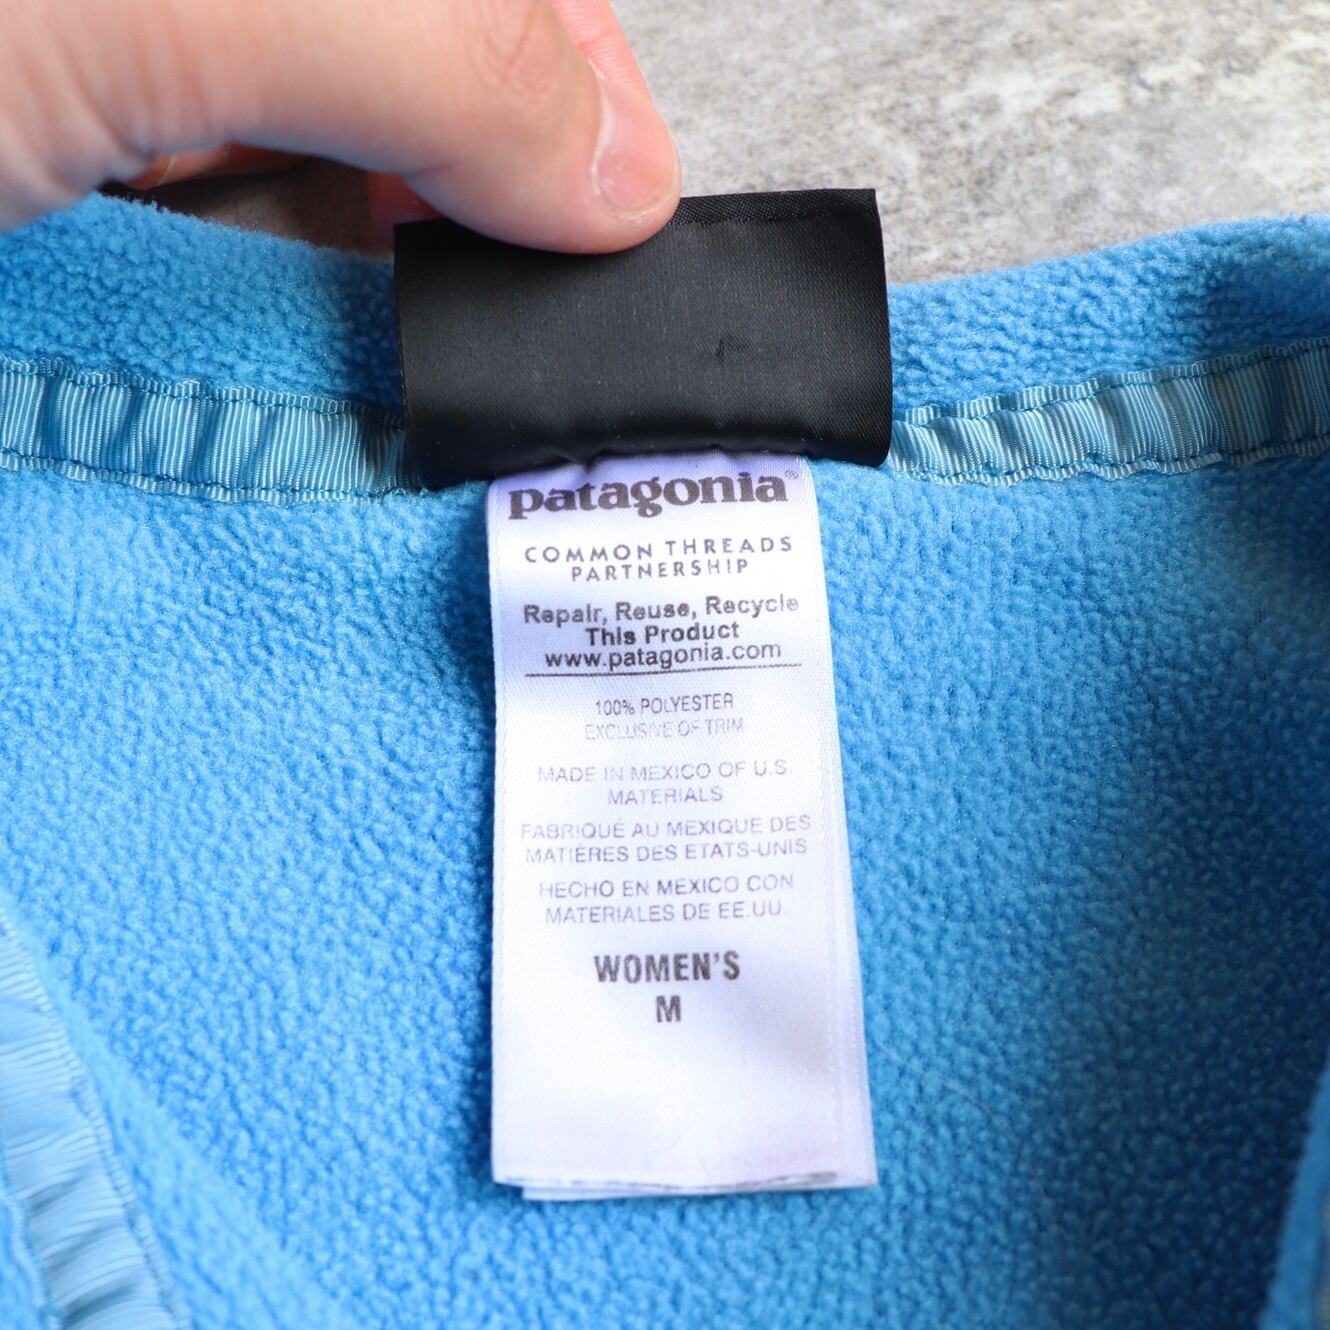 patagonia®
COMMON THREADS
PARTNERSHIP
Repair, Reuse, Recycle
This Product
www.patagonia.com
100% POLYESTER
EXCLUSIVE OF TRIM
MADE IN MEXICO OF U.S.
MATERIALS
FABRIQUÉ AU MEXIQUE DES
MATIÈRES DES ETATS-UNIS
HECHO EN MEXICO CON
MATERIALES DE EE.UU.
WOMEN'S
M